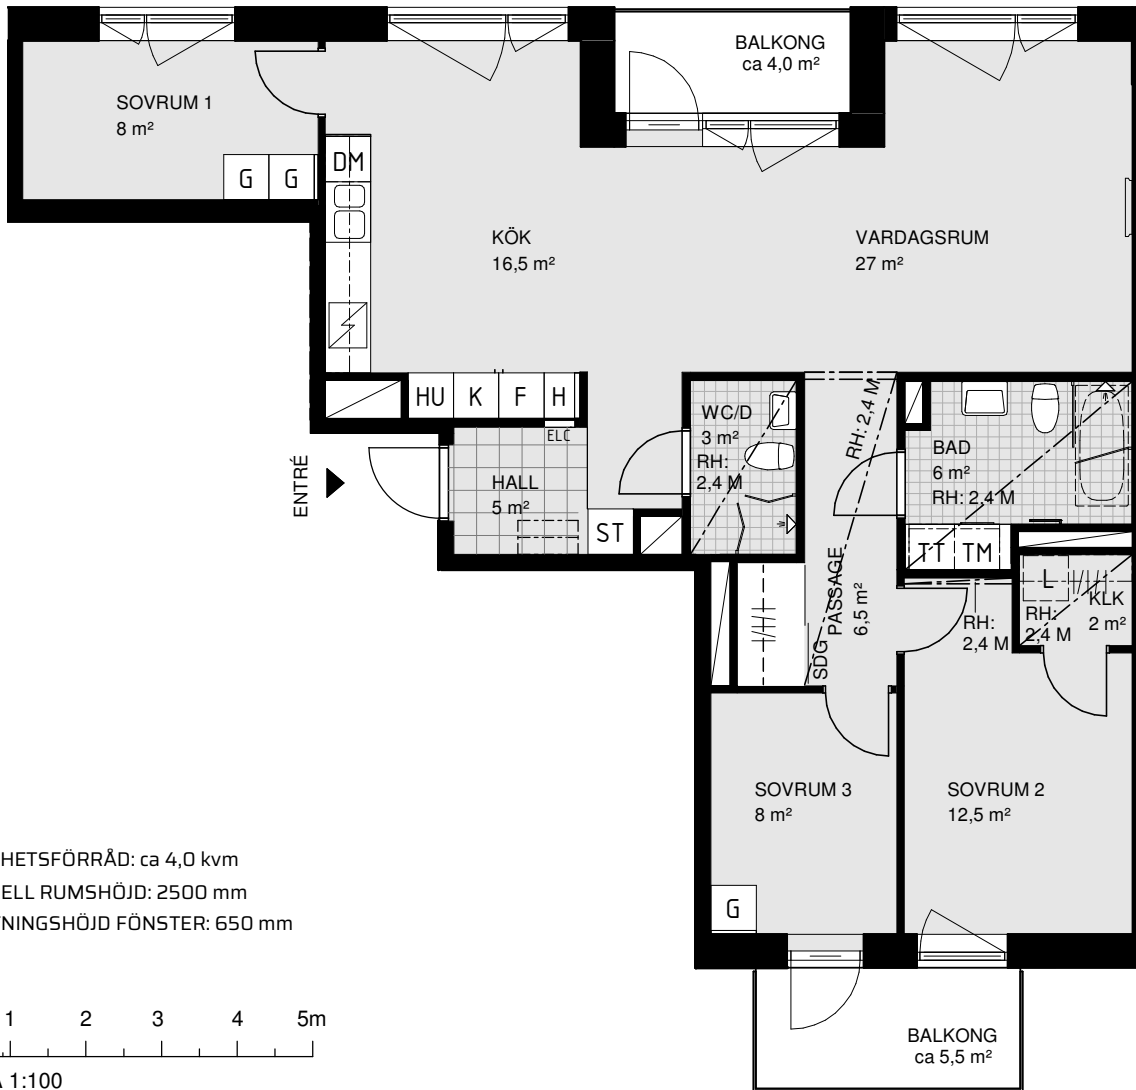 BALKONG
ca 4,0 m²
SOVRUM 1
8 m²
G
G
DM
KÖK
16,5 m²
VARDAGSRUM
27 m²
HU
K
F
H
ELC
ENTRÉ
HALL
5 m²
ST
WC/D
3 m²
RH:
2,4 M
RH: 2,4 M
BAD
6 m²
RH: 2,4 M
TT
TM
PASSAGE
6,5 m²
SDG
RH:
2,4 M
L
RH:
2,4 M
KLK
2 m²
SOVRUM 3
8 m²
SOVRUM 2
12,5 m²
G
HETSFÖRRÅD: ca 4,0 kvm
ELL RUMSHÖJD: 2500 mm
NINGSHÖJD FÖNSTER: 650 mm
1 2 3 4 5m
1:100
BALKONG
ca 5,5 m²